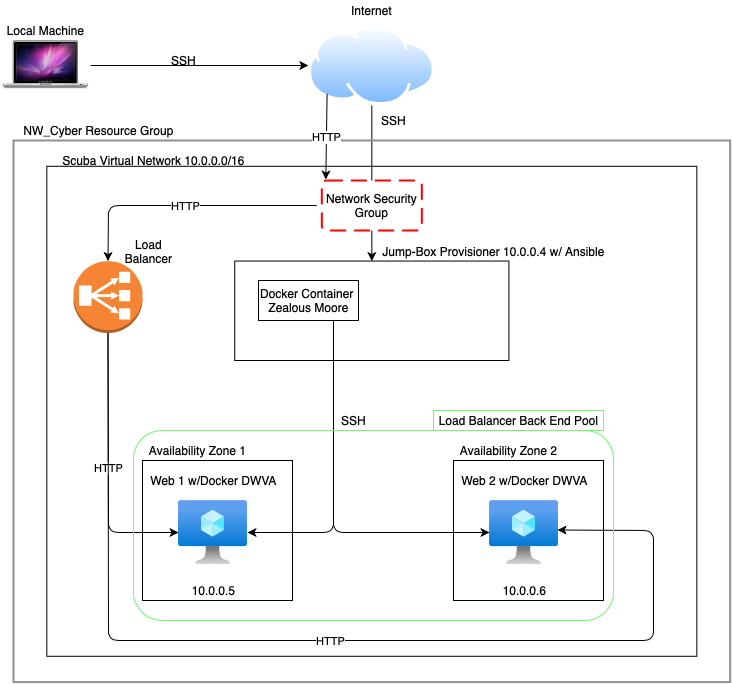 Internet
Local Machine
SSH
SSH
NW_Cyber Resource Group
HTTP
Scuba Virtual Network 10.0.0.0/16
Network Security
Group
HTTP
Load
Balancer
Jump-Box Provisioner 10.0.0.4 w/ Ansible
Docker Container
Zealous Moore
SSH
Load Balancer Back End Pool
Availability Zone 1
Availability Zone 2
HTTP
Web 1 w/Docker DWVA
Web 2 w/Docker DWVA
10.0.0.5
10.0.0.6
HTTP